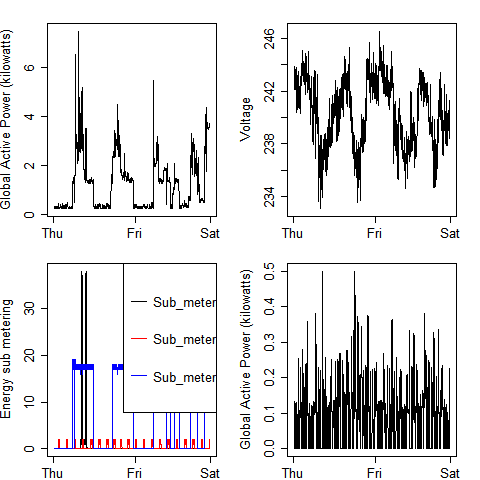 Global Active Power (kilowatts)
0 2 4 6
Thu Fri Sat
Voltage
234 238 242 246
Thu Fri Sat
Energy sub metering
0 10 20 30
Sub_meter
Sub_meter
Sub_meter
Thu Fri Sat
Global Active Power (kilowatts)
0.0 0.1 0.2 0.3 0.4 0.5
Thu Fri Sat